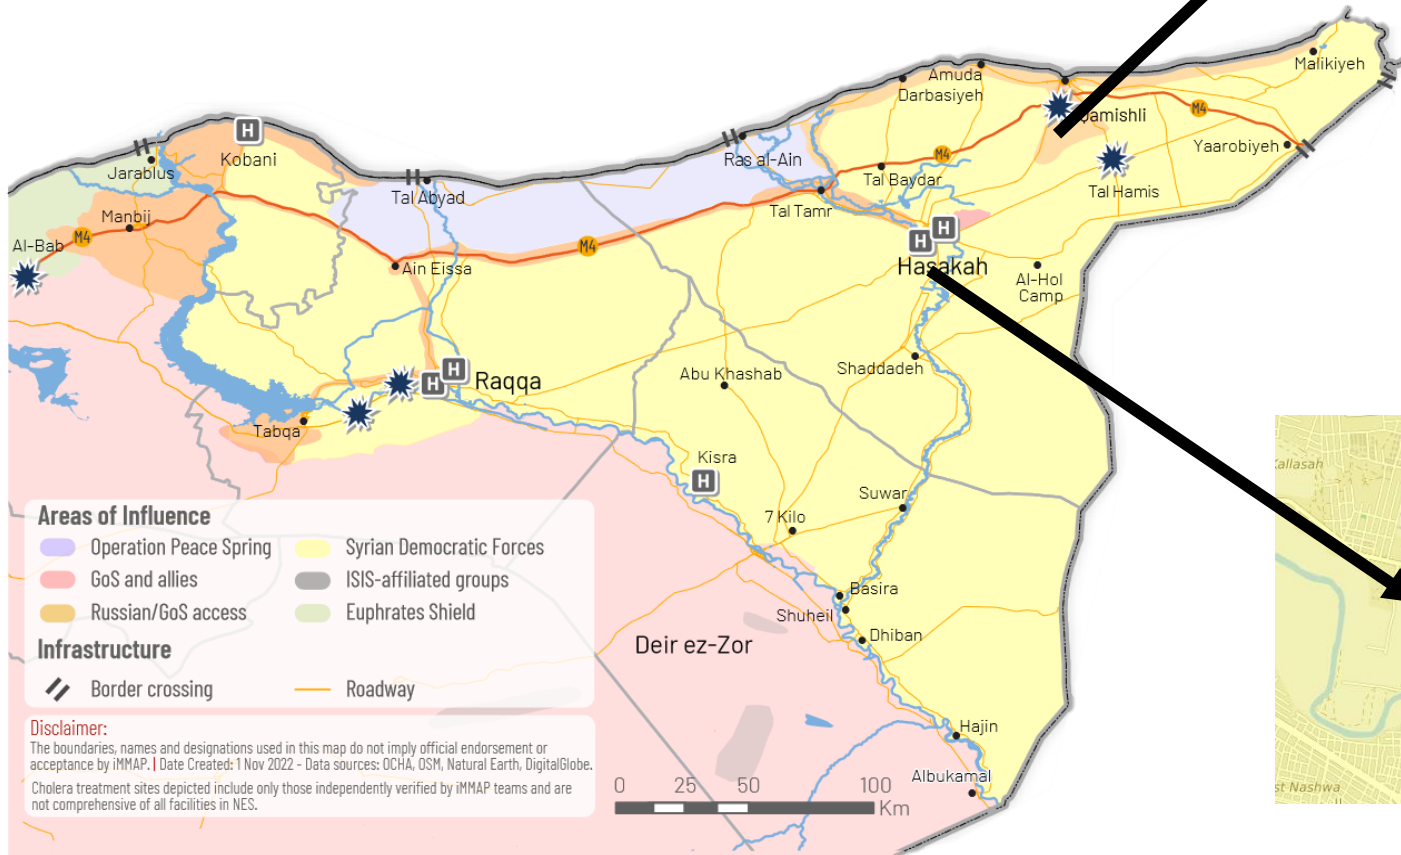 Malikiyeh
Amuda
Darbasiyeh
Qamishli
M4
Yaarobiyeh
Ras al-Ain
M4
Kobani
Jarablus
Tal Baydar
Tal Hamis
Tal Abyad
Tal Tamr
Manbij
M4
Al-Bab
M4
Ain Eissa
H
H
H
Hasakah
Al-Hol
Camp
Shaddadeh
Abu Khashab
H
H
Raqqa
Tabqa
Kisra
H
Suwar
7 Kilo
Kallasah
Basira
Shuheil
Dhiban
Deir ez-Zor
Hajin
Albukamal
st Nashwa
Areas of Influence
Operation Peace Spring
Syrian Democratic Forces
GoS and allies
ISIS-affiliated groups
Russian/GoS access
Euphrates Shield
Infrastructure
Border crossing
Roadway
Disclaimer:
The boundaries, names and designations used in this map do not imply official endorsement or
acceptance by iMMAP. | Date Created: 1 Nov 2022 - Data sources: OCHA, OSM, Natural Earth, DigitalGlobe.
Cholera treatment sites depicted include only those independently verified by iMMAP teams and are
not comprehensive of all facilities in NES.
0 25 50 100
Km